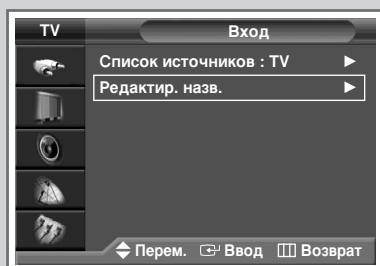 TV Вход
Список источников : TV ►
Редактир. назв. ►
Перем. Ввод Возврат